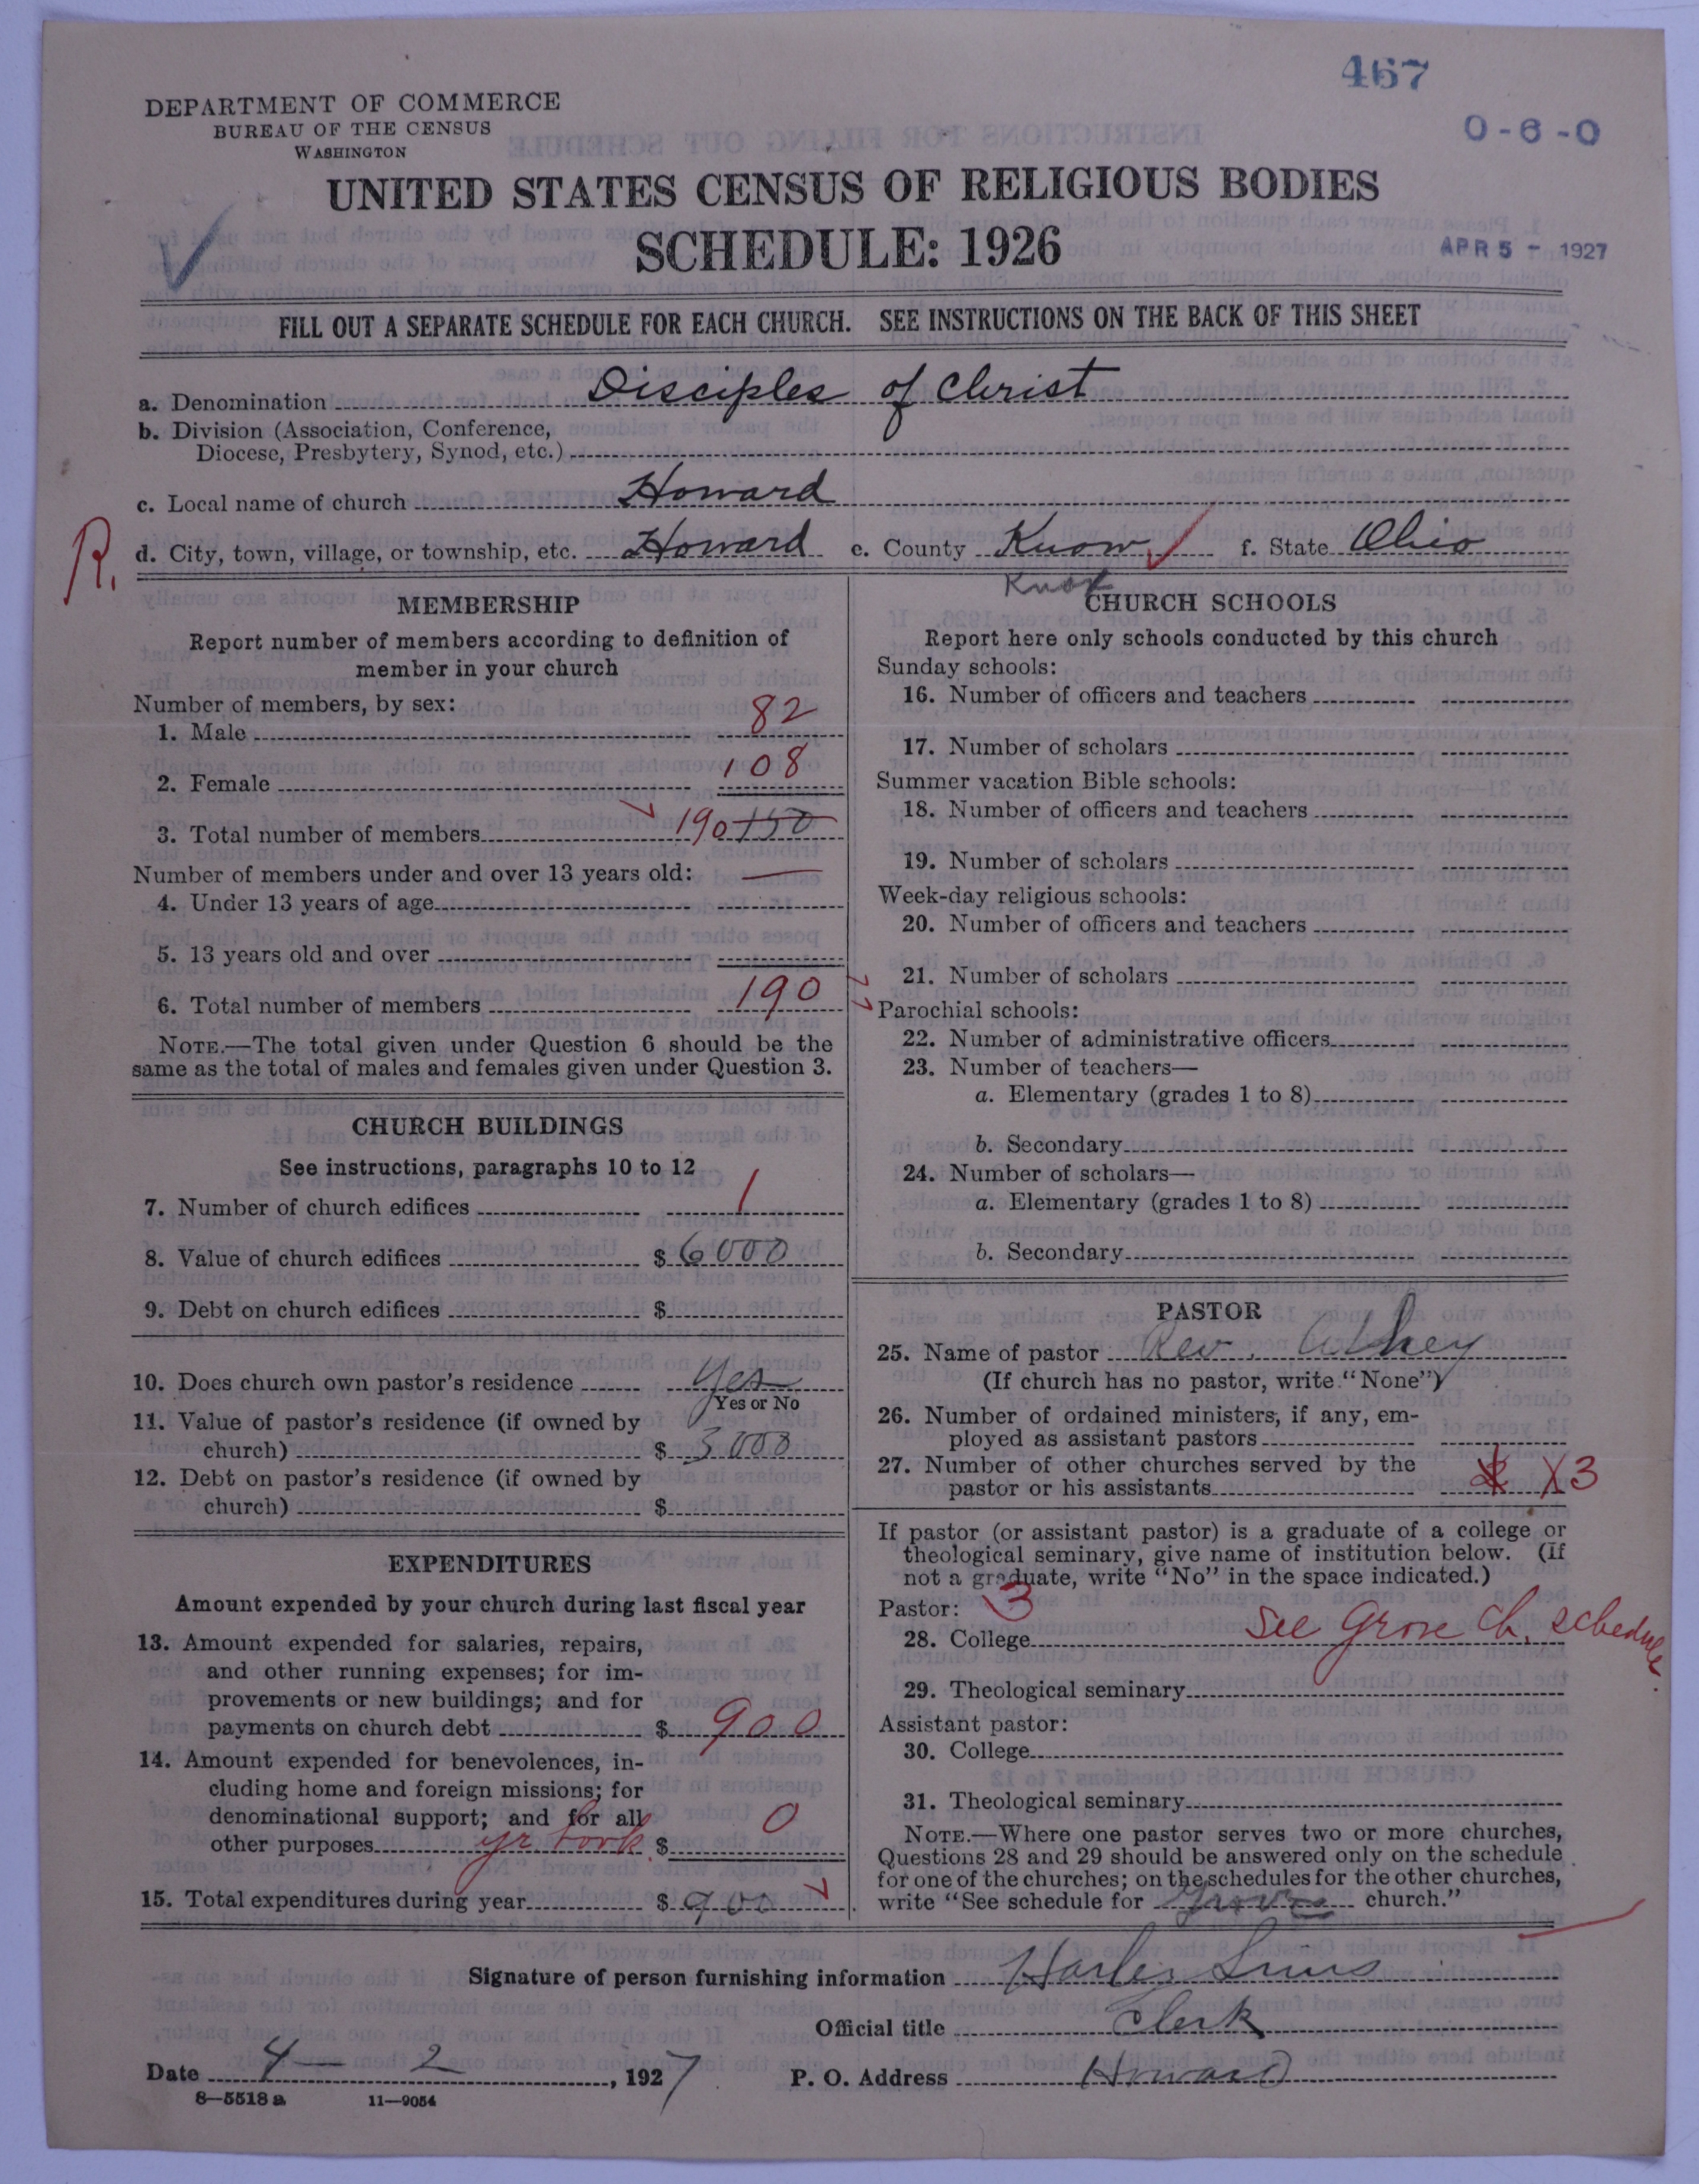 467
0-6-0
DEPARTMENT OF COMMERCE
BUREAU OF THE CENSUS
WASHINGTON
UNITED STATES CENSUS OF RELIGIOUS BODIES
SCHEDULE: 1926
APR 5 - 1927
FILL OUT A SEPARATE SCHEDULE FOR EACH CHURCH. SEE INSTRUCTIONS ON THE BACK OF THIS SHEET
a. Denomination Disciples of Christ
b. Division (Association, Conference,
Diocese, Presbytery, Synod, etc.)
c. Local name of church Howard
R. d. City, town, village, or township, etc. Howard e. County Know f. State Ohio
Knox
MEMBERSHIP
Report number of members according to definition of
member in your church
Number of members, by sex:
1. Male 82
2. Female 108
3. Total number of members 190 150
Number of members under and over 13 years old:
4. Under 13 years of age
5. 13 years old and over
6. Total number of members 190
NOTE.—The total given under Question 6 should be the
same as the total of males and females given under Question 3.
CHURCH BUILDINGS
See instructions, paragraphs 10 to 12
7. Number of church edifices 1
8. Value of church edifices $ 6000
9. Debt on church edifices $
10. Does church own pastor's residence Yes
Yes or No
11. Value of pastor's residence (if owned by
church) $ 3000
12. Debt on pastor's residence (if owned by
church) $
EXPENDITURES
Amount expended by your church during last fiscal year
13. Amount expended for salaries, repairs,
and other running expenses; for im-
provements or new buildings; and for
payments on church debt $ 900
14. Amount expended for benevolences, in-
cluding home and foreign missions; for
denominational support; and for all
other purposes yr book $ 0
15. Total expenditures during year $ 900
CHURCH SCHOOLS
Report here only schools conducted by this church
Sunday schools:
16. Number of officers and teachers
17. Number of scholars
Summer vacation Bible schools:
18. Number of officers and teachers
19. Number of scholars
Week-day religious schools:
20. Number of officers and teachers
21. Number of scholars
Parochial schools:
22. Number of administrative officers
23. Number of teachers—
a. Elementary (grades 1 to 8)
b. Secondary
24. Number of scholars—
a. Elementary (grades 1 to 8)
b. Secondary
PASTOR
25. Name of pastor Rev.
(If church has no pastor, write "None")
26. Number of ordained ministers, if any, em-
ployed as assistant pastors
27. Number of other churches served by the
pastor or his assistants 3
If pastor (or assistant pastor) is a graduate of a college or
theological seminary, give name of institution below. (If
not a graduate, write "No" in the space indicated.)
Pastor: 3
28. College See Grove Ch. schedule.
29. Theological seminary
Assistant pastor:
30. College
31. Theological seminary
NOTE.—Where one pastor serves two or more churches,
Questions 28 and 29 should be answered only on the schedule
for one of the churches; on the schedules for the other churches,
write "See schedule for Grove church."
Signature of person furnishing information Harley Sims
Official title Clerk
Date 4 — 2, 1927 P. O. Address Howard
8—5518 a 11—9054